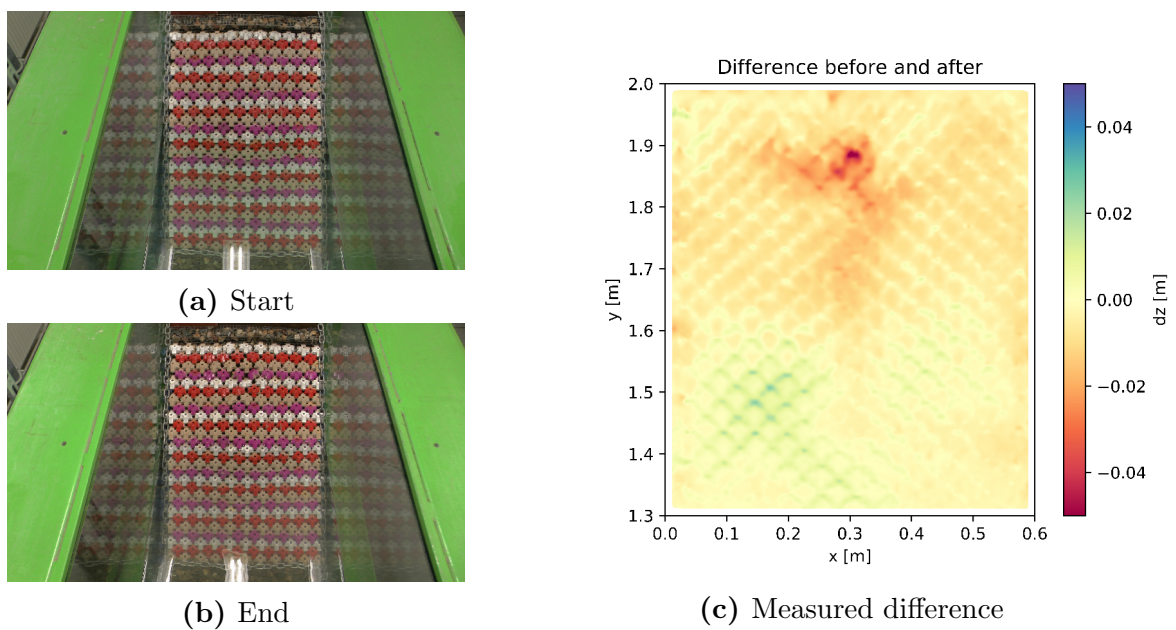 (a) Start
(b) End
Difference before and after
2.0
1.9
1.8
1.7
1.6
1.5
1.4
1.3
y [m]
0.0 0.1 0.2 0.3 0.4 0.5 0.6
x [m]
0.04
0.02
0.00
−0.02
−0.04
dz [m]
(c) Measured difference